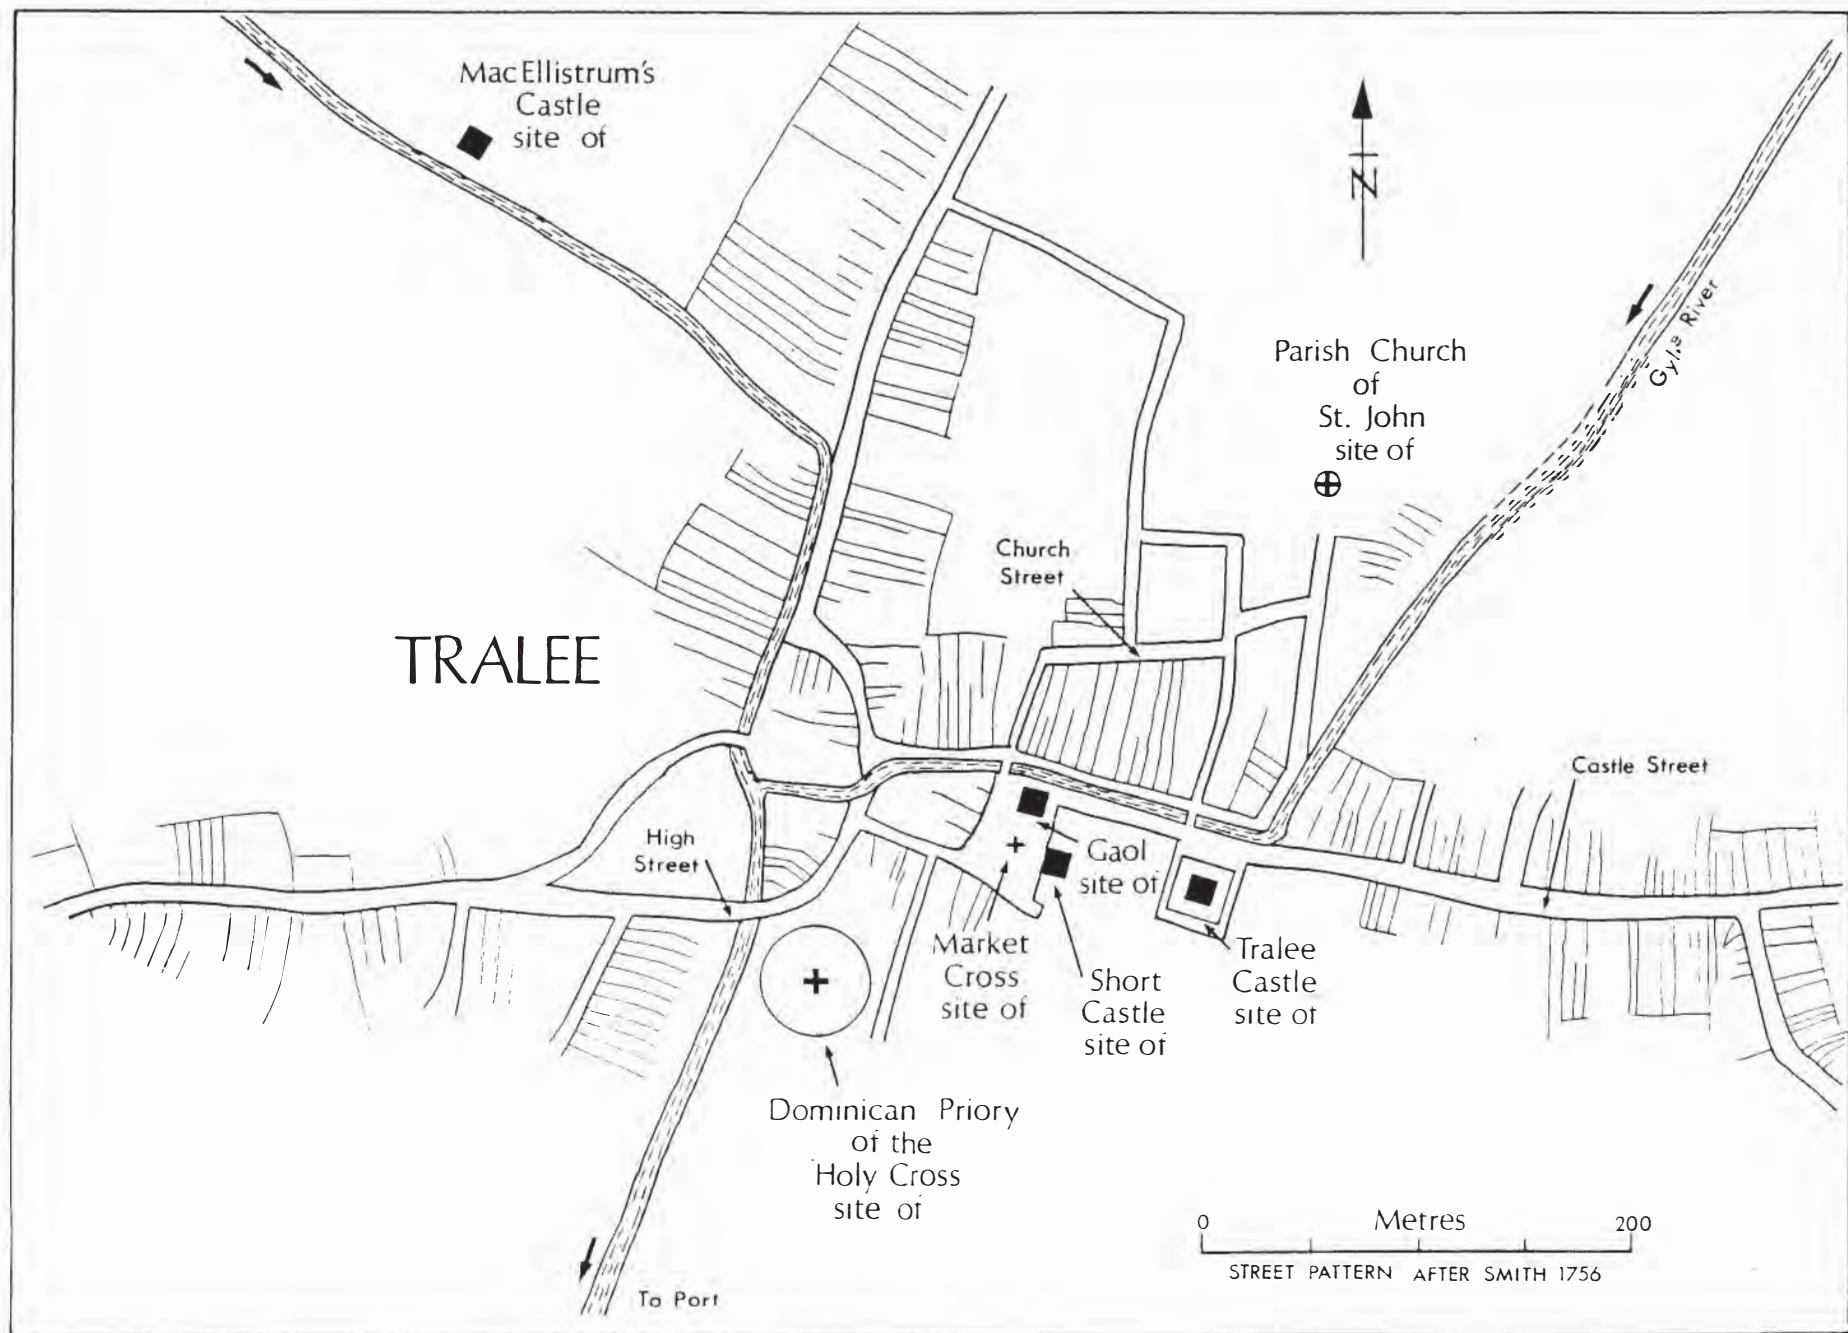 MacEllistrum's
Castle
site of
N
Gyls River
Parish Church
of
St. John
site of
Church
Street
TRALEE
Castle Street
High
Street
Gaol
site of
Market
Cross
site of
Short
Castle
site of
Tralee
Castle
site of
Dominican Priory
of the
Holy Cross
site of
0 Metres 200
STREET PATTERN AFTER SMITH 1756
To Port